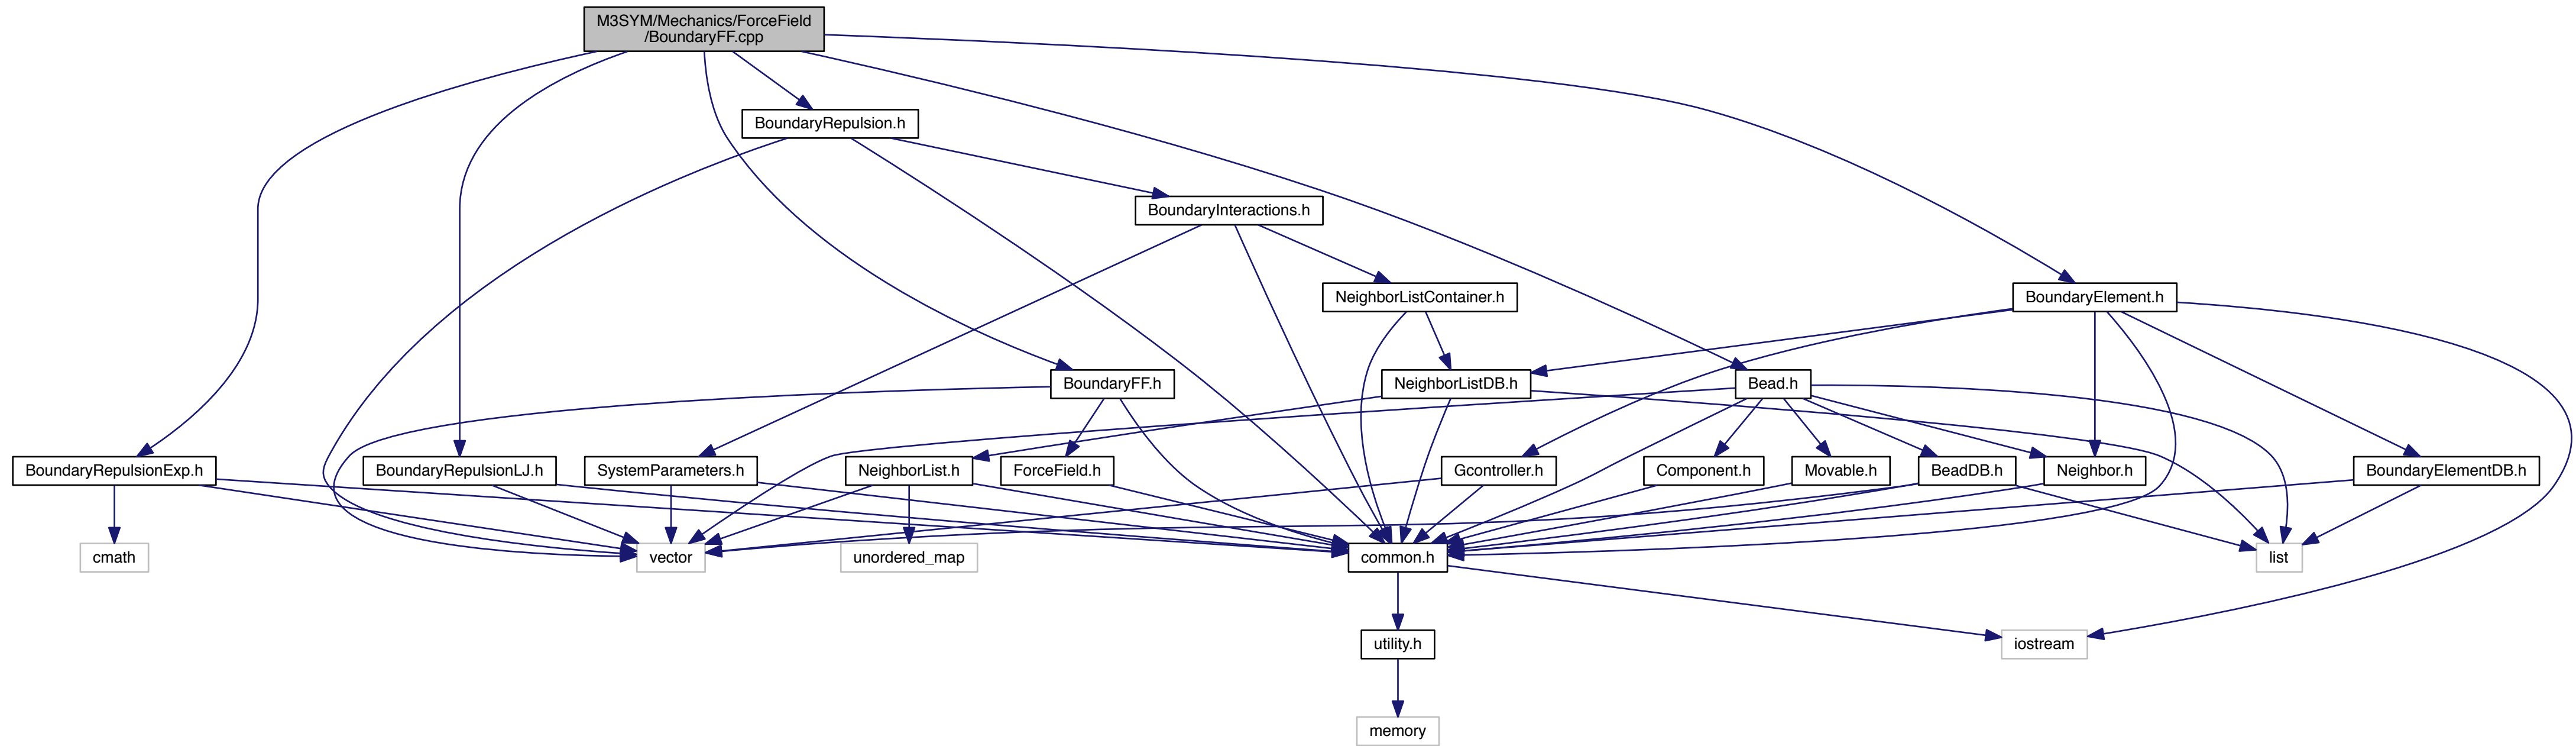 M3SYM/Mechanics/ForceField
/BoundaryFF.cpp
BoundaryRepulsion.h
BoundaryInteractions.h
NeighborListContainer.h
BoundaryElement.h
BoundaryFF.h
NeighborListDB.h
Bead.h
BoundaryRepulsionExp.h
BoundaryRepulsionLJ.h
SystemParameters.h
NeighborList.h
ForceField.h
Gcontroller.h
Component.h
Movable.h
BeadDB.h
Neighbor.h
BoundaryElementDB.h
cmath
vector
unordered_map
common.h
list
utility.h
iostream
memory